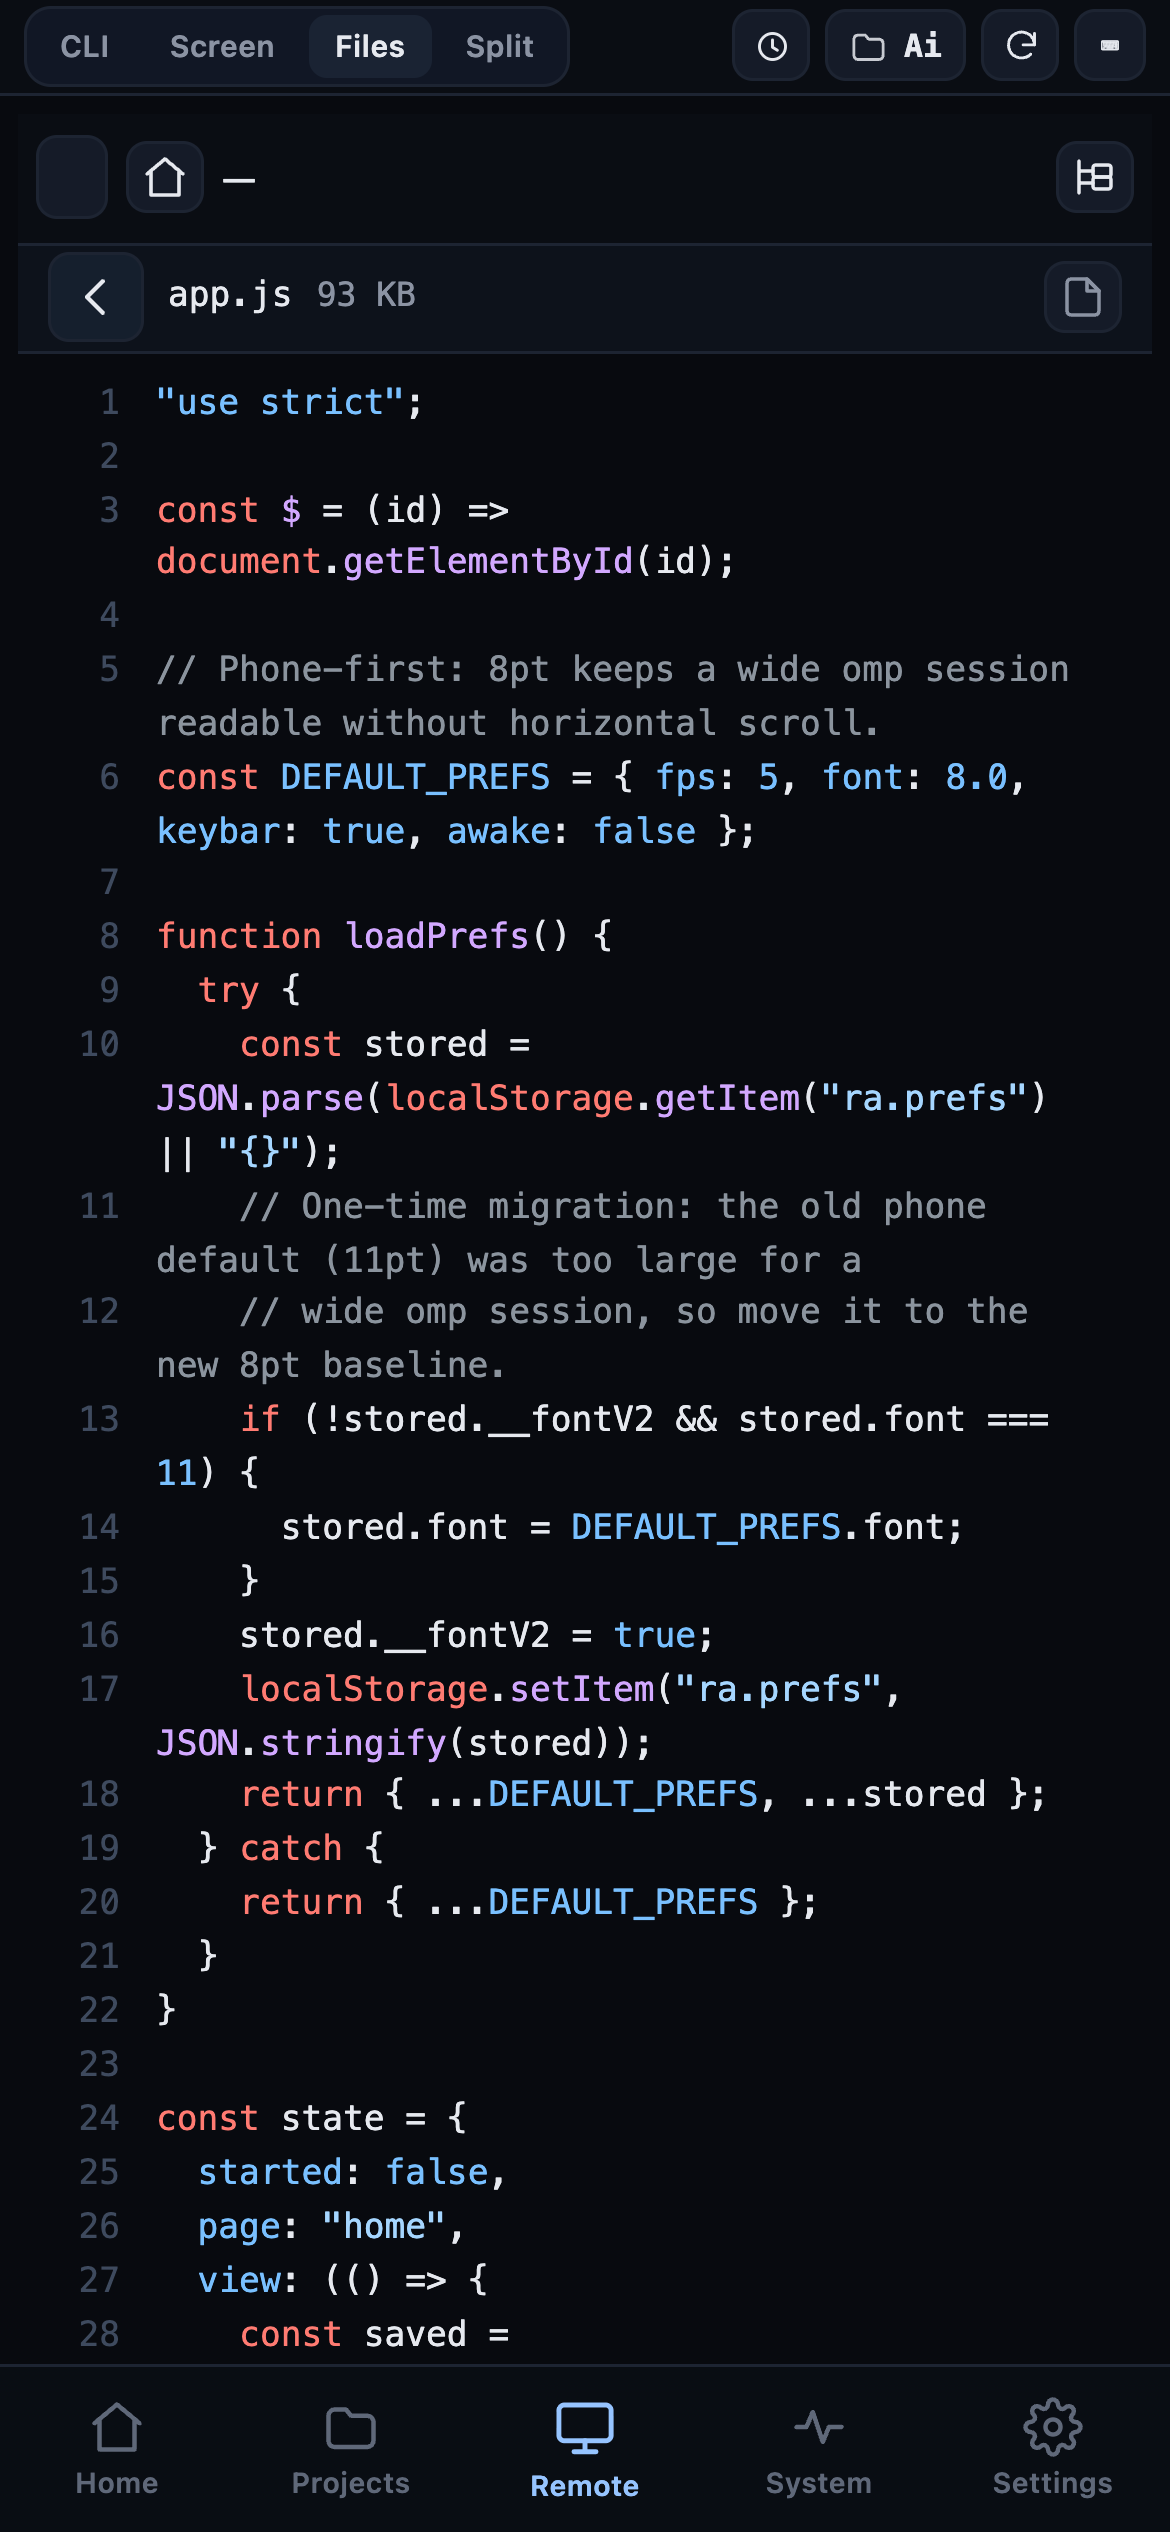 CLI Screen Files Split Ai
—
app.js 93 KB
1 "use strict";
2
3 const $ = (id) =>
document.getElementById(id);
4
5 // Phone-first: 8pt keeps a wide omp session
readable without horizontal scroll.
6 const DEFAULT_PREFS = { fps: 5, font: 8.0,
keybar: true, awake: false };
7
8 function loadPrefs() {
9   try {
10     const stored =
JSON.parse(localStorage.getItem("ra.prefs")
|| "{}");
11     // One-time migration: the old phone
default (11pt) was too large for a
12     // wide omp session, so move it to the
new 8pt baseline.
13     if (!stored.__fontV2 && stored.font ===
11) {
14       stored.font = DEFAULT_PREFS.font;
15     }
16     stored.__fontV2 = true;
17     localStorage.setItem("ra.prefs",
JSON.stringify(stored));
18     return { ...DEFAULT_PREFS, ...stored };
19   } catch {
20     return { ...DEFAULT_PREFS };
21   }
22 }
23
24 const state = {
25   started: false,
26   page: "home",
27   view: (() => {
28     const saved =
Home Projects Remote System Settings